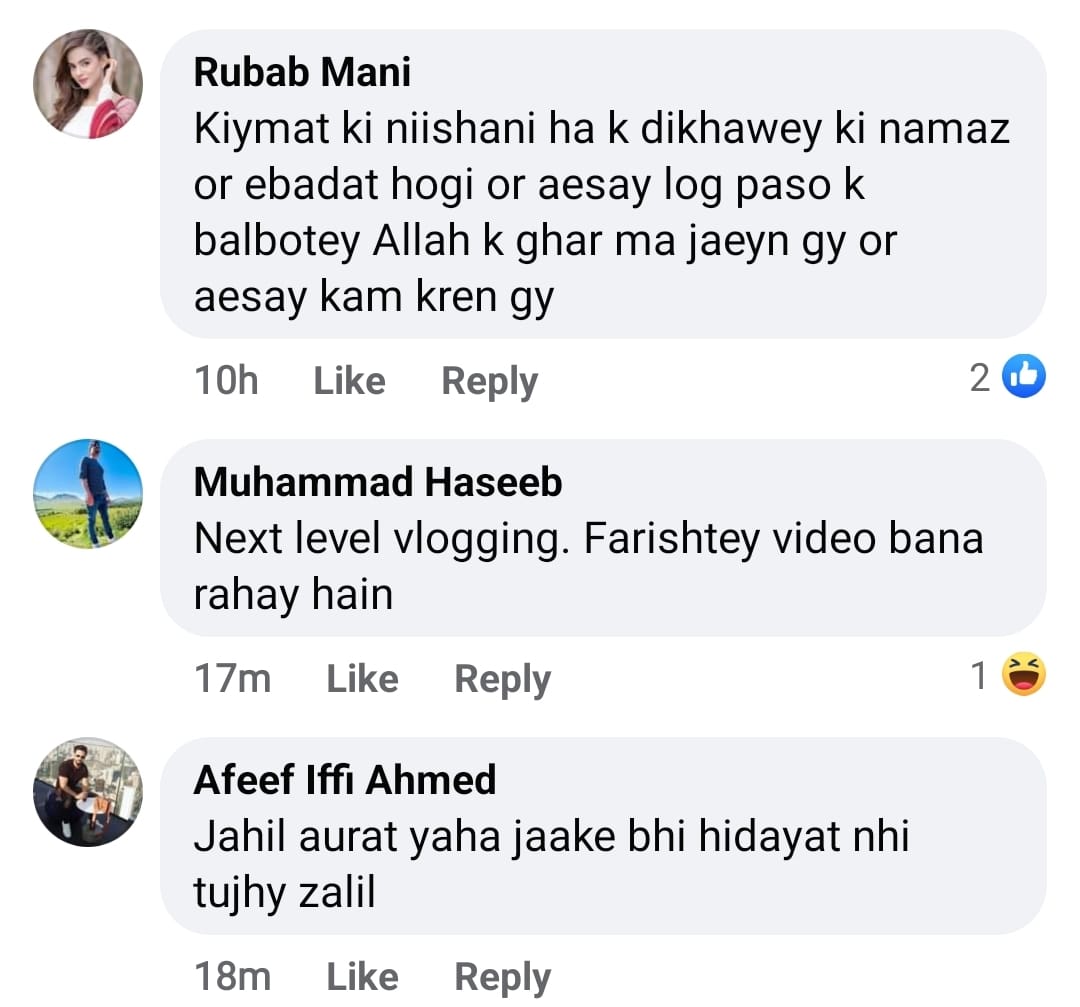 Rubab Mani
Kiymat ki niishani ha k dikhawey ki namaz
or ebadat hogi or aesay log paso k
balbotey Allah k ghar ma jaeyn gy or
aesay kam kren gy
10h Like Reply 2
Muhammad Haseeb
Next level vlogging. Farishtey video bana
rahay hain
17m Like Reply 1
Afeef Iffi Ahmed
Jahil aurat yaha jaake bhi hidayat nhi
tujhy zalil
18m Like Reply